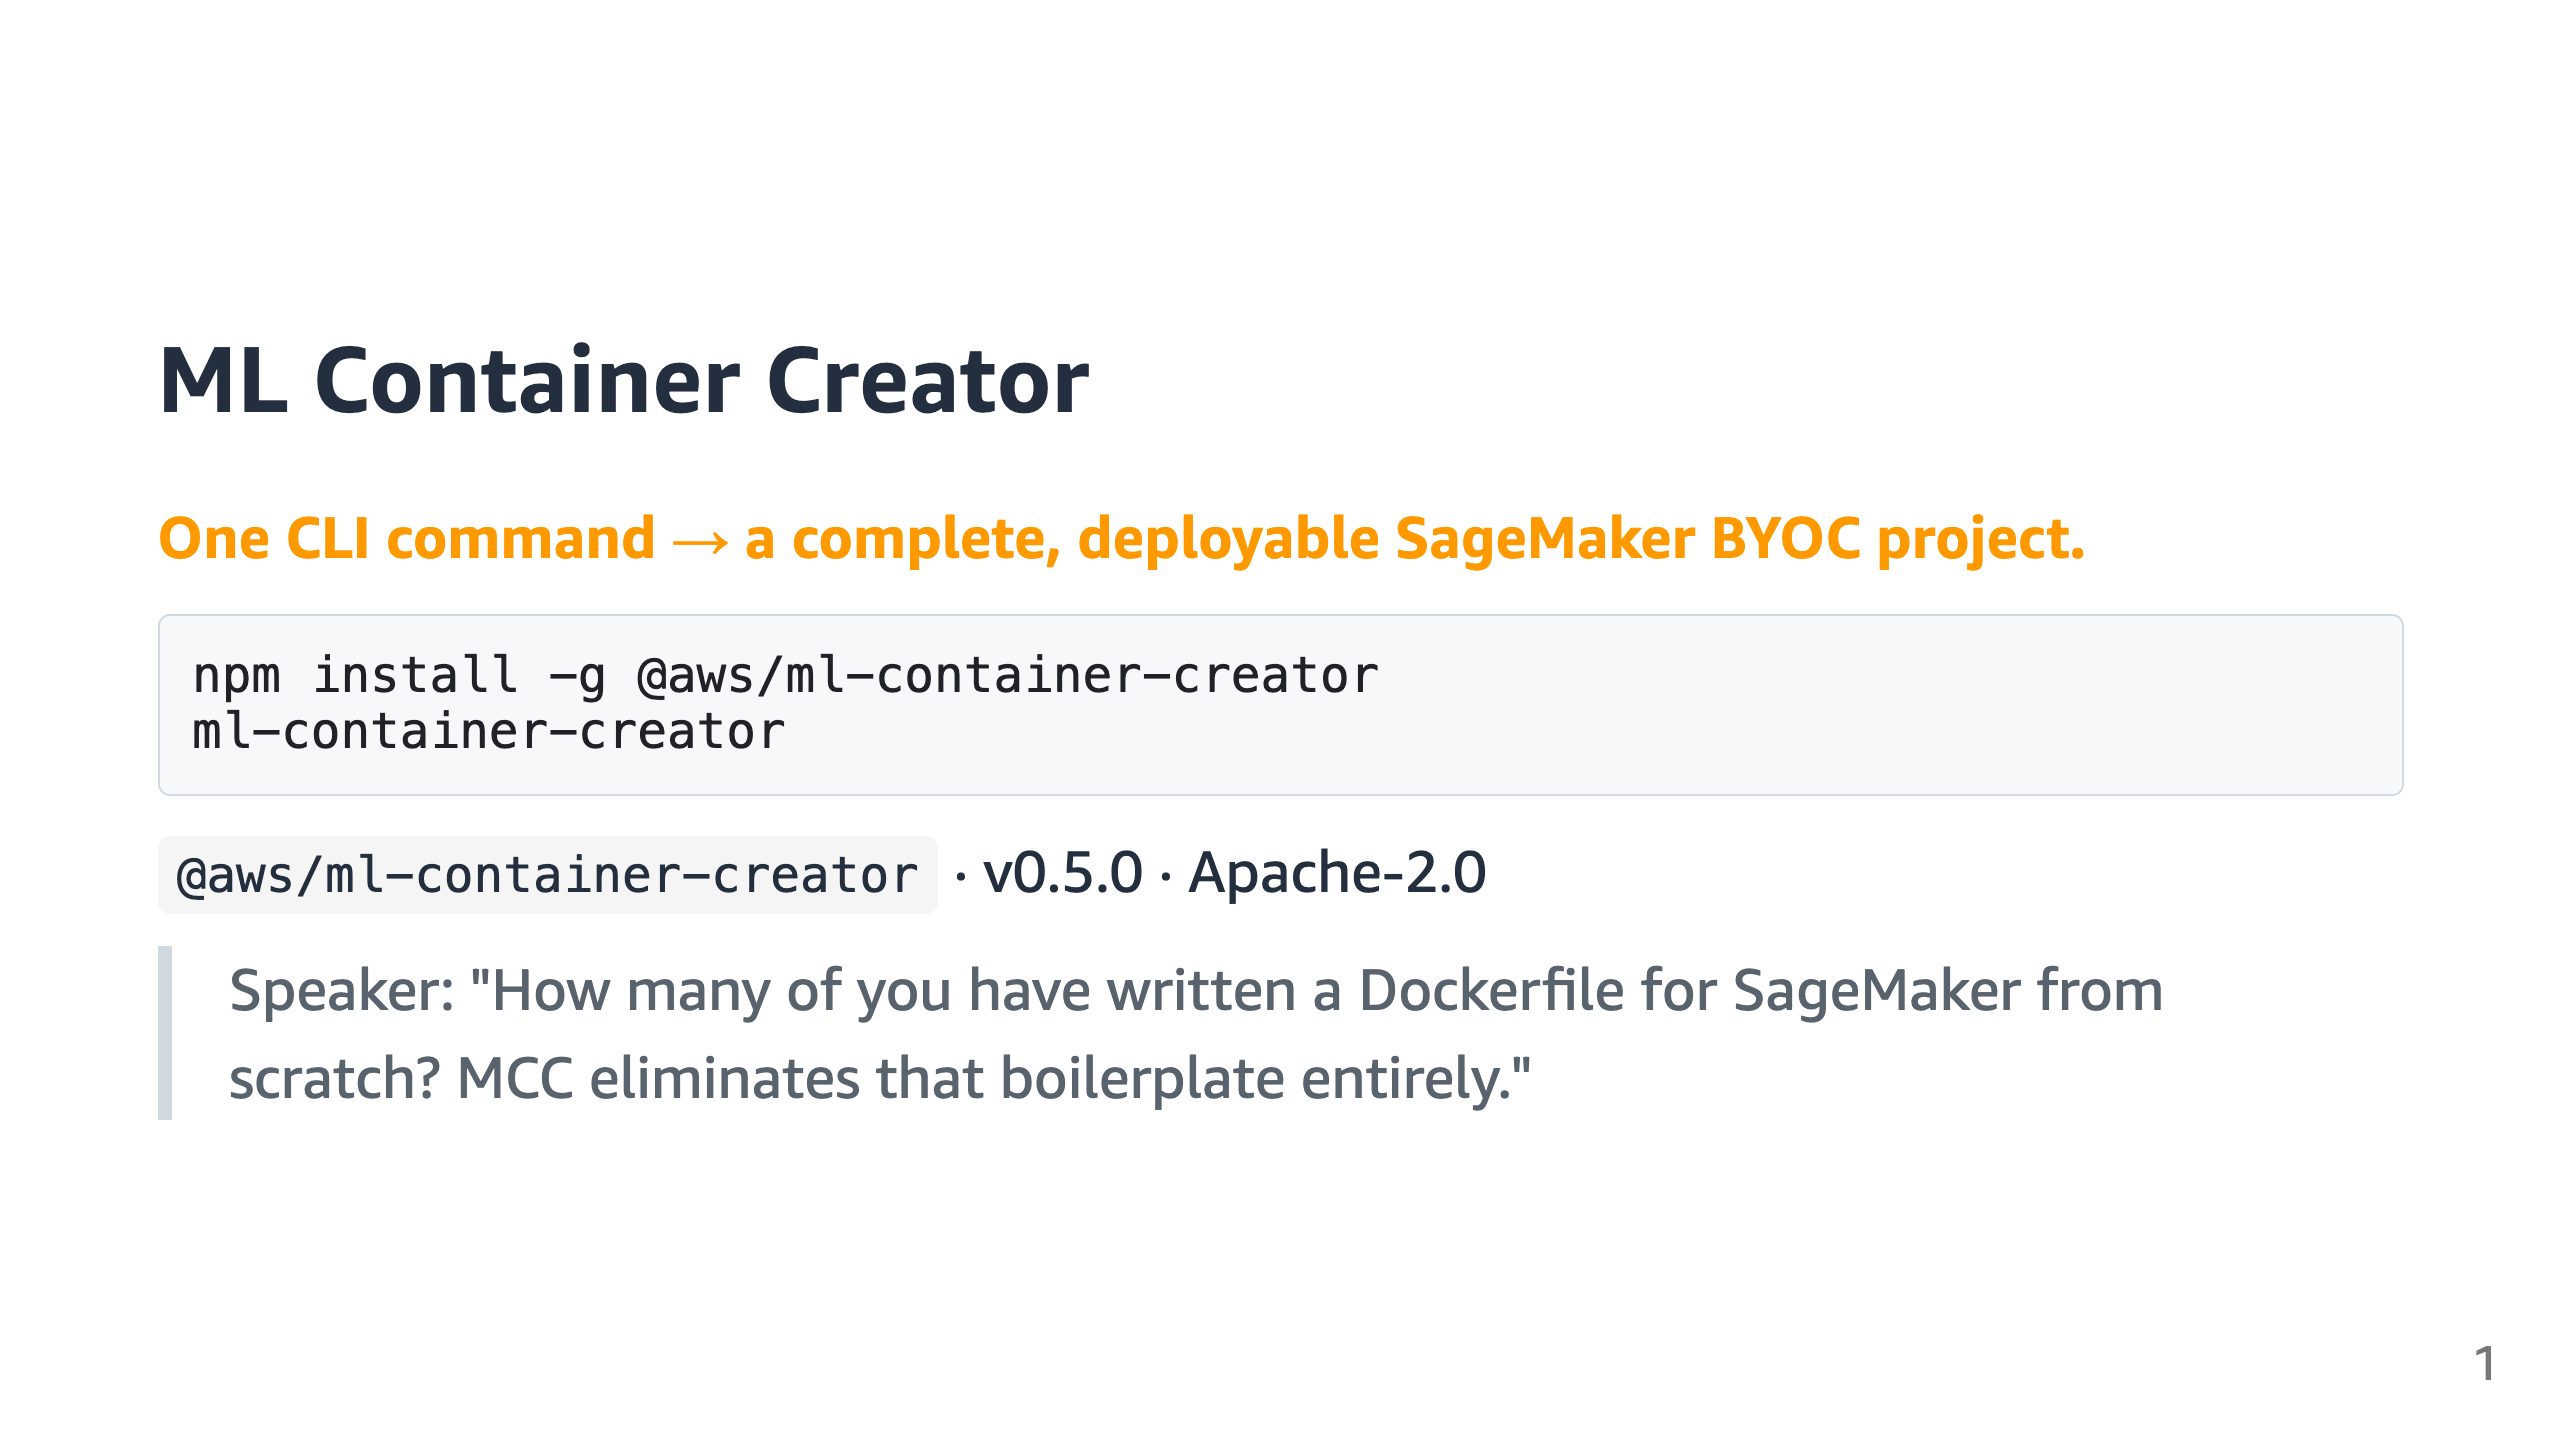 ML Container Creator
One CLI command → a complete, deployable SageMaker BYOC project.
npm install -g @aws/ml-container-creator
ml-container-creator
@aws/ml-container-creator · v0.5.0 · Apache-2.0
Speaker: "How many of you have written a Dockerfile for SageMaker from
scratch? MCC eliminates that boilerplate entirely."
1